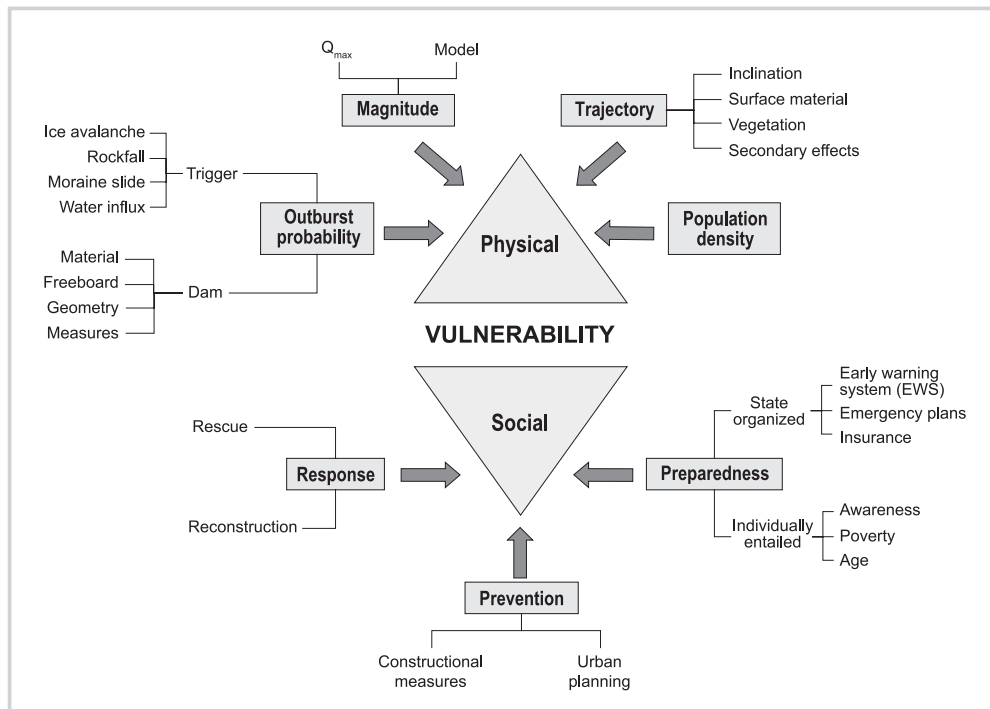 Qmax
Model
Magnitude
Trajectory
Inclination
Surface material
Vegetation
Secondary effects
Ice avalanche
Rockfall
Moraine slide
Water influx
Trigger
Outburst
probability
Material
Freeboard
Geometry
Measures
Dam
Physical
Population
density
VULNERABILITY
Social
Rescue
Response
Reconstruction
Preparedness
State
organized
Early warning
system (EWS)
Emergency plans
Insurance
Individually
entailed
Awareness
Poverty
Age
Prevention
Constructional
measures
Urban
planning